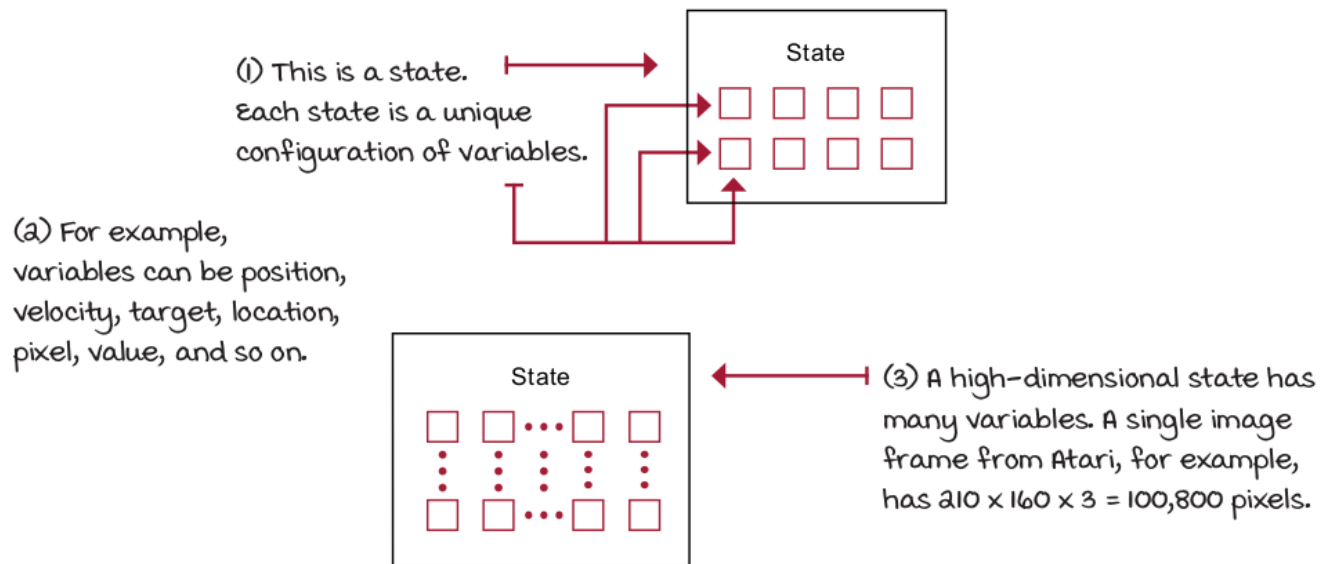 (1) This is a state.
Each state is a unique
configuration of variables.
State
(2) For example,
variables can be position,
velocity, target, location,
pixel, value, and so on.
State
(3) A high-dimensional state has
many variables. A single image
frame from Atari, for example,
has 210 x 160 x 3 = 100,800 pixels.